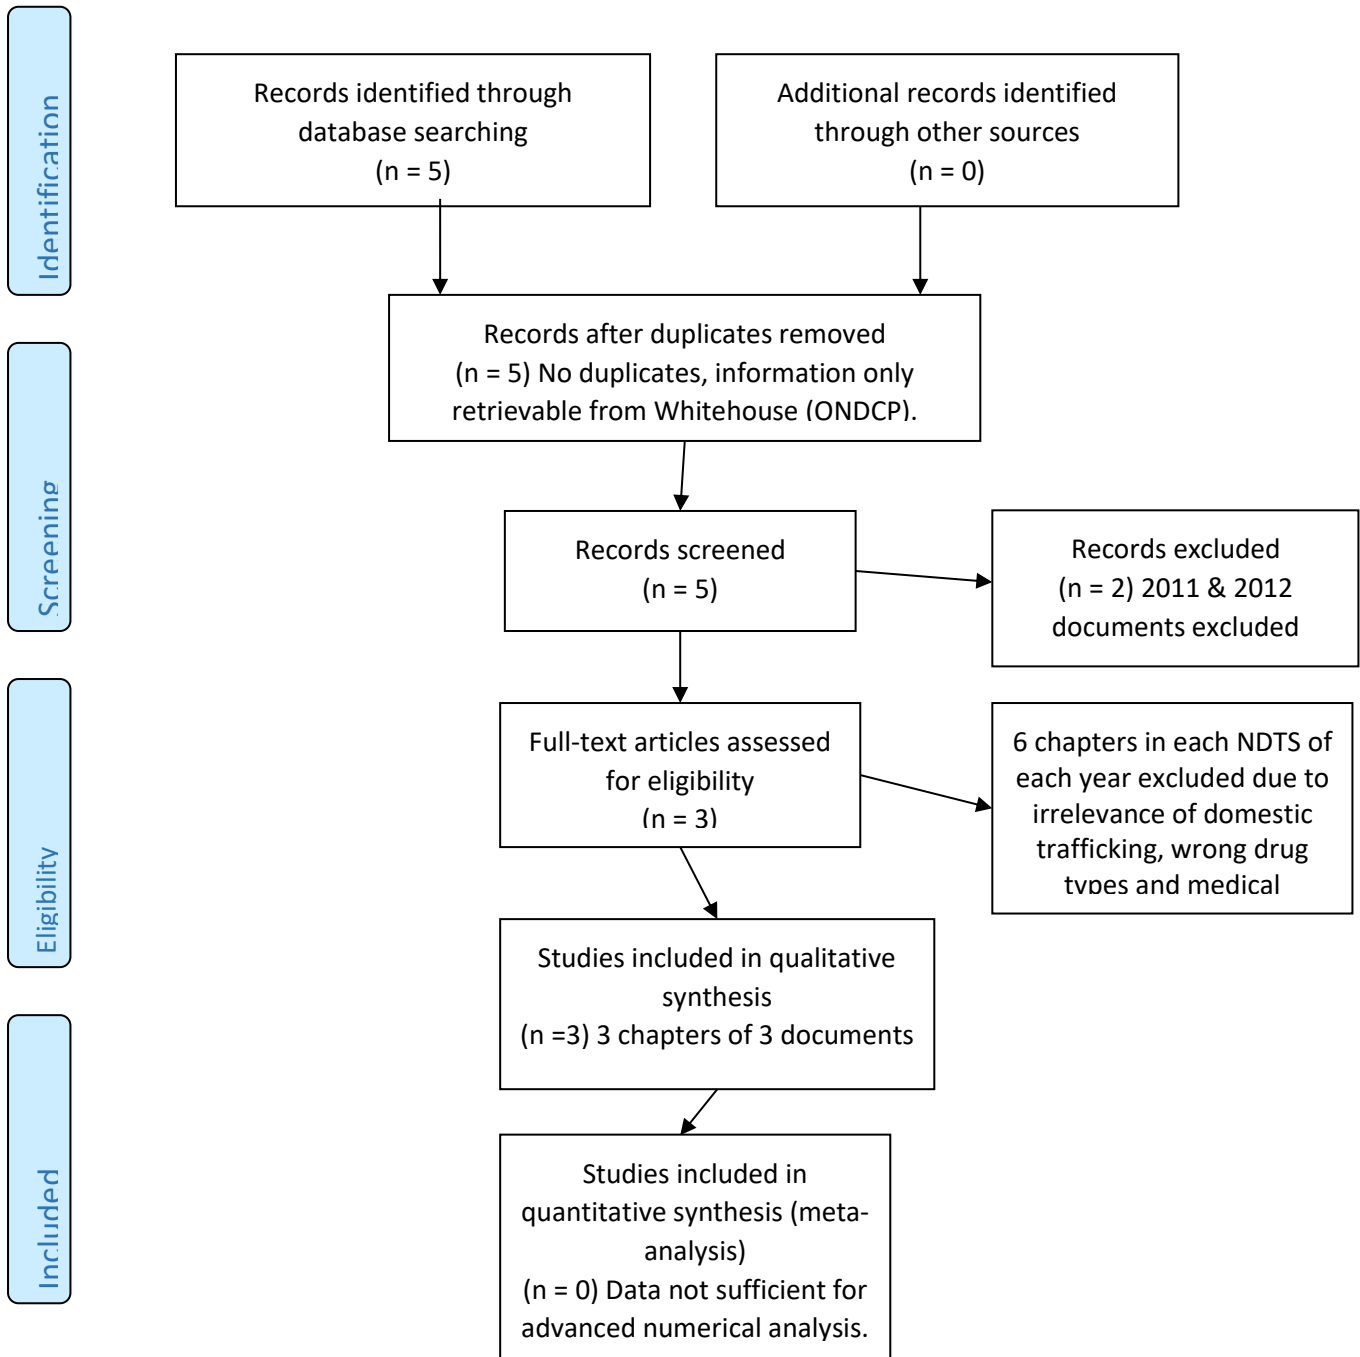 Identification
Records identified through
database searching
(n = 5)
Additional records identified
through other sources
(n = 0)
Records after duplicates removed
(n = 5) No duplicates, information only
retrievable from Whitehouse (ONDCP).
Screening
Records screened
(n = 5)
Records excluded
(n = 2) 2011 & 2012
documents excluded
Eligibility
Full-text articles assessed
for eligibility
(n = 3)
6 chapters in each NDTS of
each year excluded due to
irrelevance of domestic
trafficking, wrong drug
types and medical
Studies included in qualitative
synthesis
(n =3) 3 chapters of 3 documents
Included
Studies included in
quantitative synthesis (meta-
analysis)
(n = 0) Data not sufficient for
advanced numerical analysis.